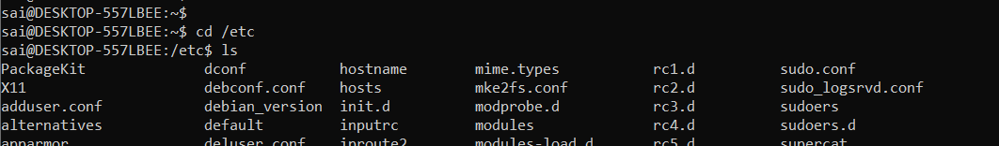 sai@DESKTOP-557LBEE:~$
sai@DESKTOP-557LBEE:~$ cd /etc
sai@DESKTOP-557LBEE:/etc$ ls
PackageKit dconf hostname mime.types rc1.d sudo.conf
X11 debconf.conf hosts mke2fs.conf rc2.d sudo_logsrvd.conf
adduser.conf debian_version init.d modprobe.d rc3.d sudoers
alternatives default inputrc modules rc4.d sudoers.d
apparmor deluser.conf iproute2 modules-load.d rc5.d supercat